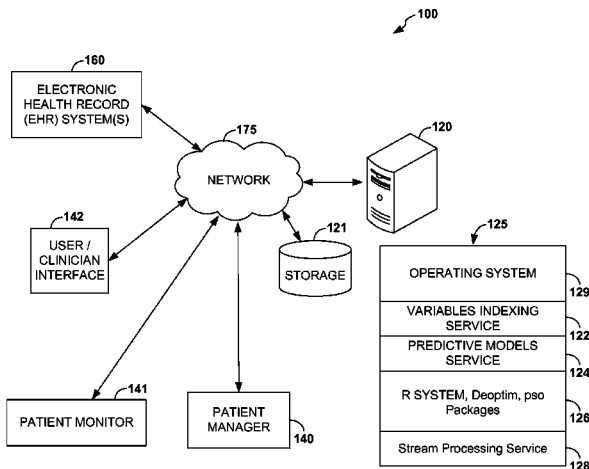 100
160
ELECTRONIC
HEALTH RECORD
(EHR) SYSTEM(S)
175
NETWORK
120
142
USER /
CLINICIAN
INTERFACE
121
STORAGE
125
OPERATING SYSTEM
129
VARIABLES INDEXING
SERVICE
122
PREDICTIVE MODELS
SERVICE
124
R SYSTEM, Deoptim, pso
Packages
126
Stream Processing Service
128
141
PATIENT MONITOR
PATIENT
MANAGER
140